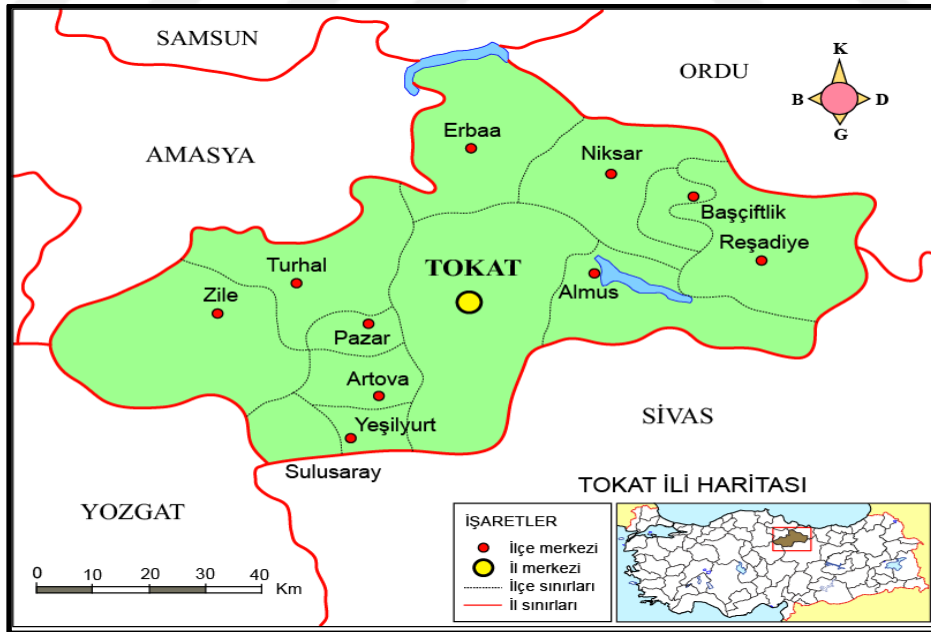 SAMSUN
K
ORDU
B D
G
Erbaa
AMASYA
Niksar
Başçiftlik
Reşadiye
Turhal
TOKAT
Zile
Almus
Pazar
Artova
Yeşilyurt
SİVAS
Sulusaray
TOKAT İLİ HARİTASI
YOZGAT
İŞARETLER
İlçe merkezi
İl merkezi
İlçe sınırları
İl sınırları
0 10 20 30 40
Km